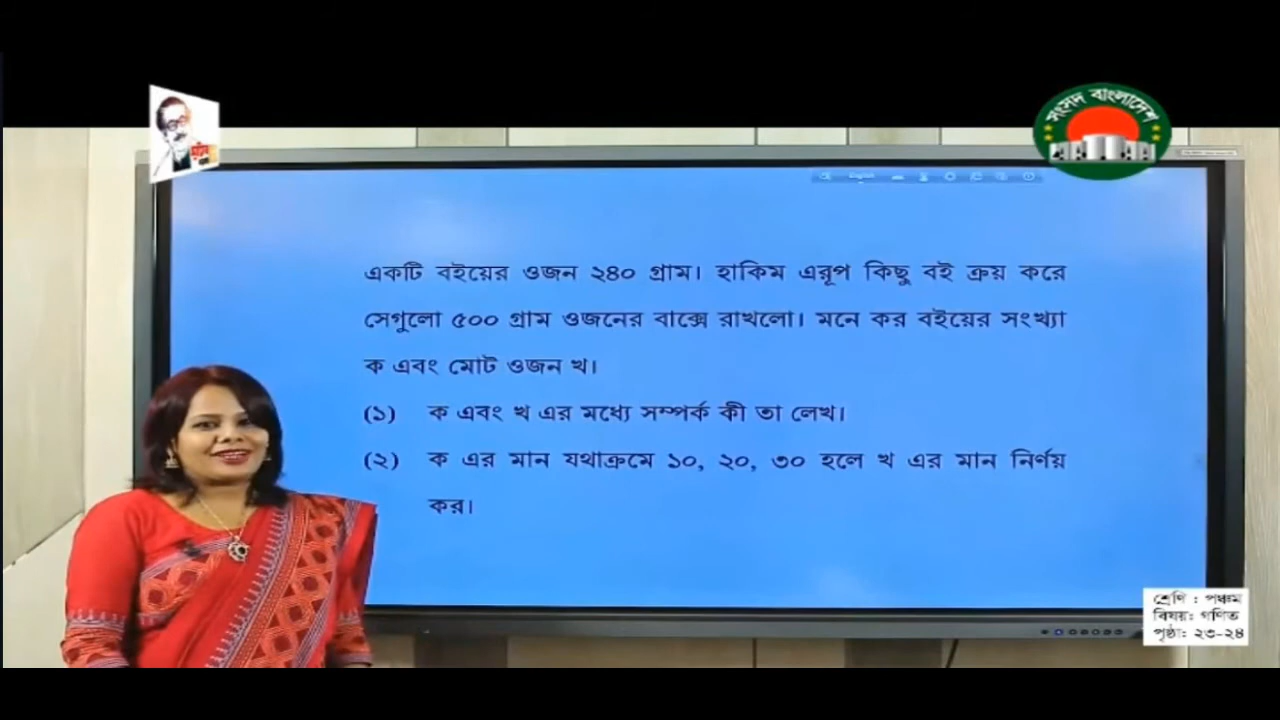 সংসদ বাংলাদেশ
English
একটি বইয়ের ওজন ২৪০ গ্রাম। হাকিম এরূপ কিছু বই ক্রয় করে
সেগুলো ৫০০ গ্রাম ওজনের বাক্সে রাখলো। মনে কর বইয়ের সংখ্যা
ক এবং মোট ওজন খ।
(১) ক এবং খ এর মধ্যে সম্পর্ক কী তা লেখ।
(২) ক এর মান যথাক্রমে ১০, ২০, ৩০ হলে খ এর মান নির্ণয়
কর।
শ্রেণি : পঞ্চম
বিষয়: গণিত
পৃষ্ঠা: ২৩-২৪